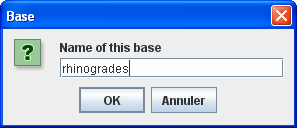 Base
Name of this base
rhinogrades
OK
Annuler